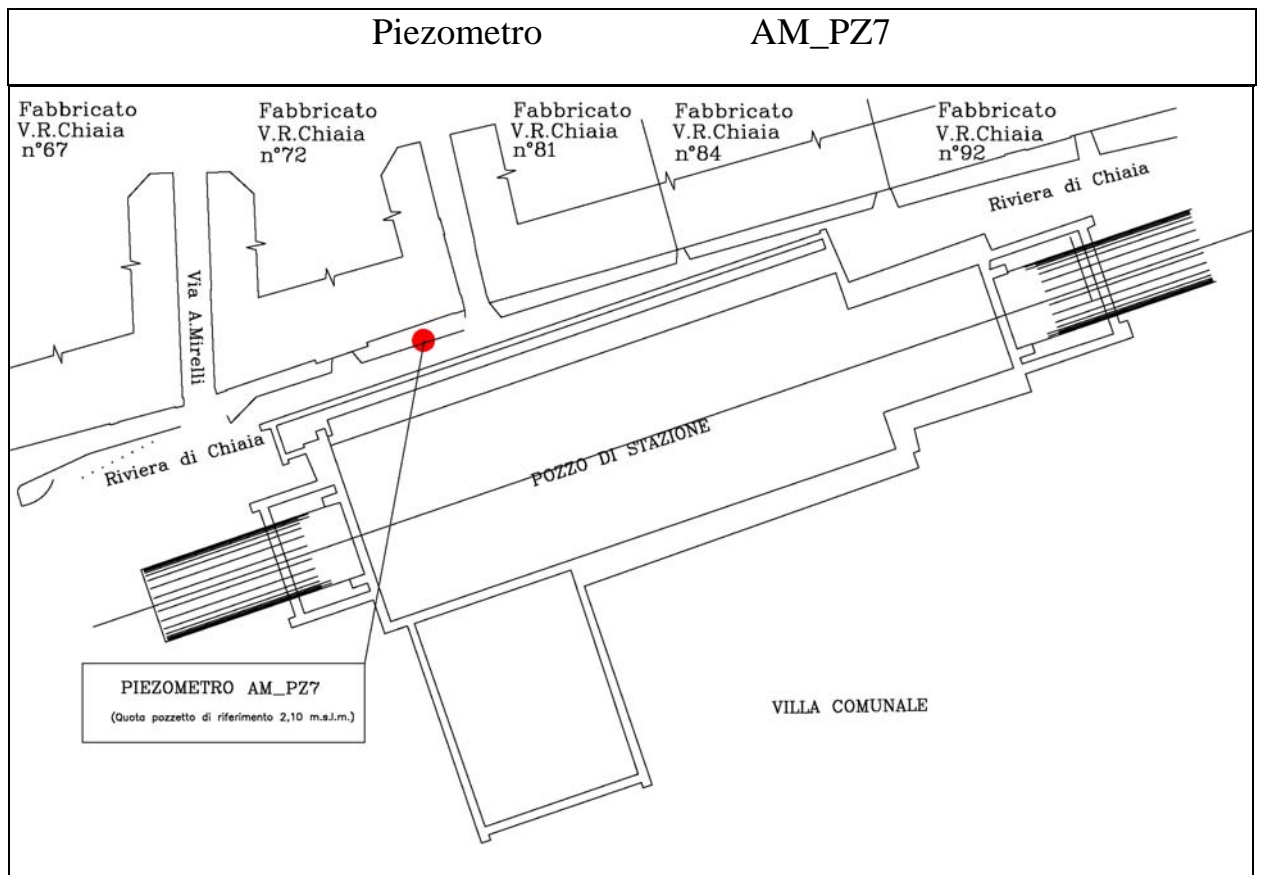 Piezometro AM_PZ7
Fabbricato
V.R.Chiaia
n°67
Fabbricato
V.R.Chiaia
n°72
Fabbricato
V.R.Chiaia
n°81
Fabbricato
V.R.Chiaia
n°84
Fabbricato
V.R.Chiaia
n°92
Riviera di Chiaia
Via A.Mirelli
Riviera di Chiaia
POZZO DI STAZIONE
PIEZOMETRO AM_PZ7
(Quota pozzetto di riferimento 2,10 m.s.l.m.)
VILLA COMUNALE